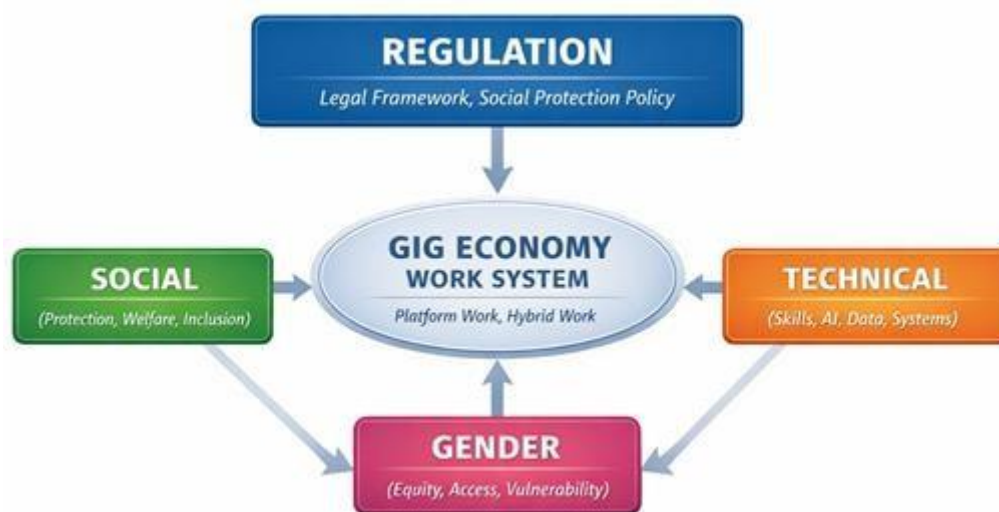 REGULATION
Legal Framework, Social Protection Policy
GIG ECONOMY
WORK SYSTEM
Platform Work, Hybrid Work
SOCIAL
(Protection, Welfare, Inclusion)
TECHNICAL
(Skills, AI, Data, Systems)
GENDER
(Equity, Access, Vulnerability)